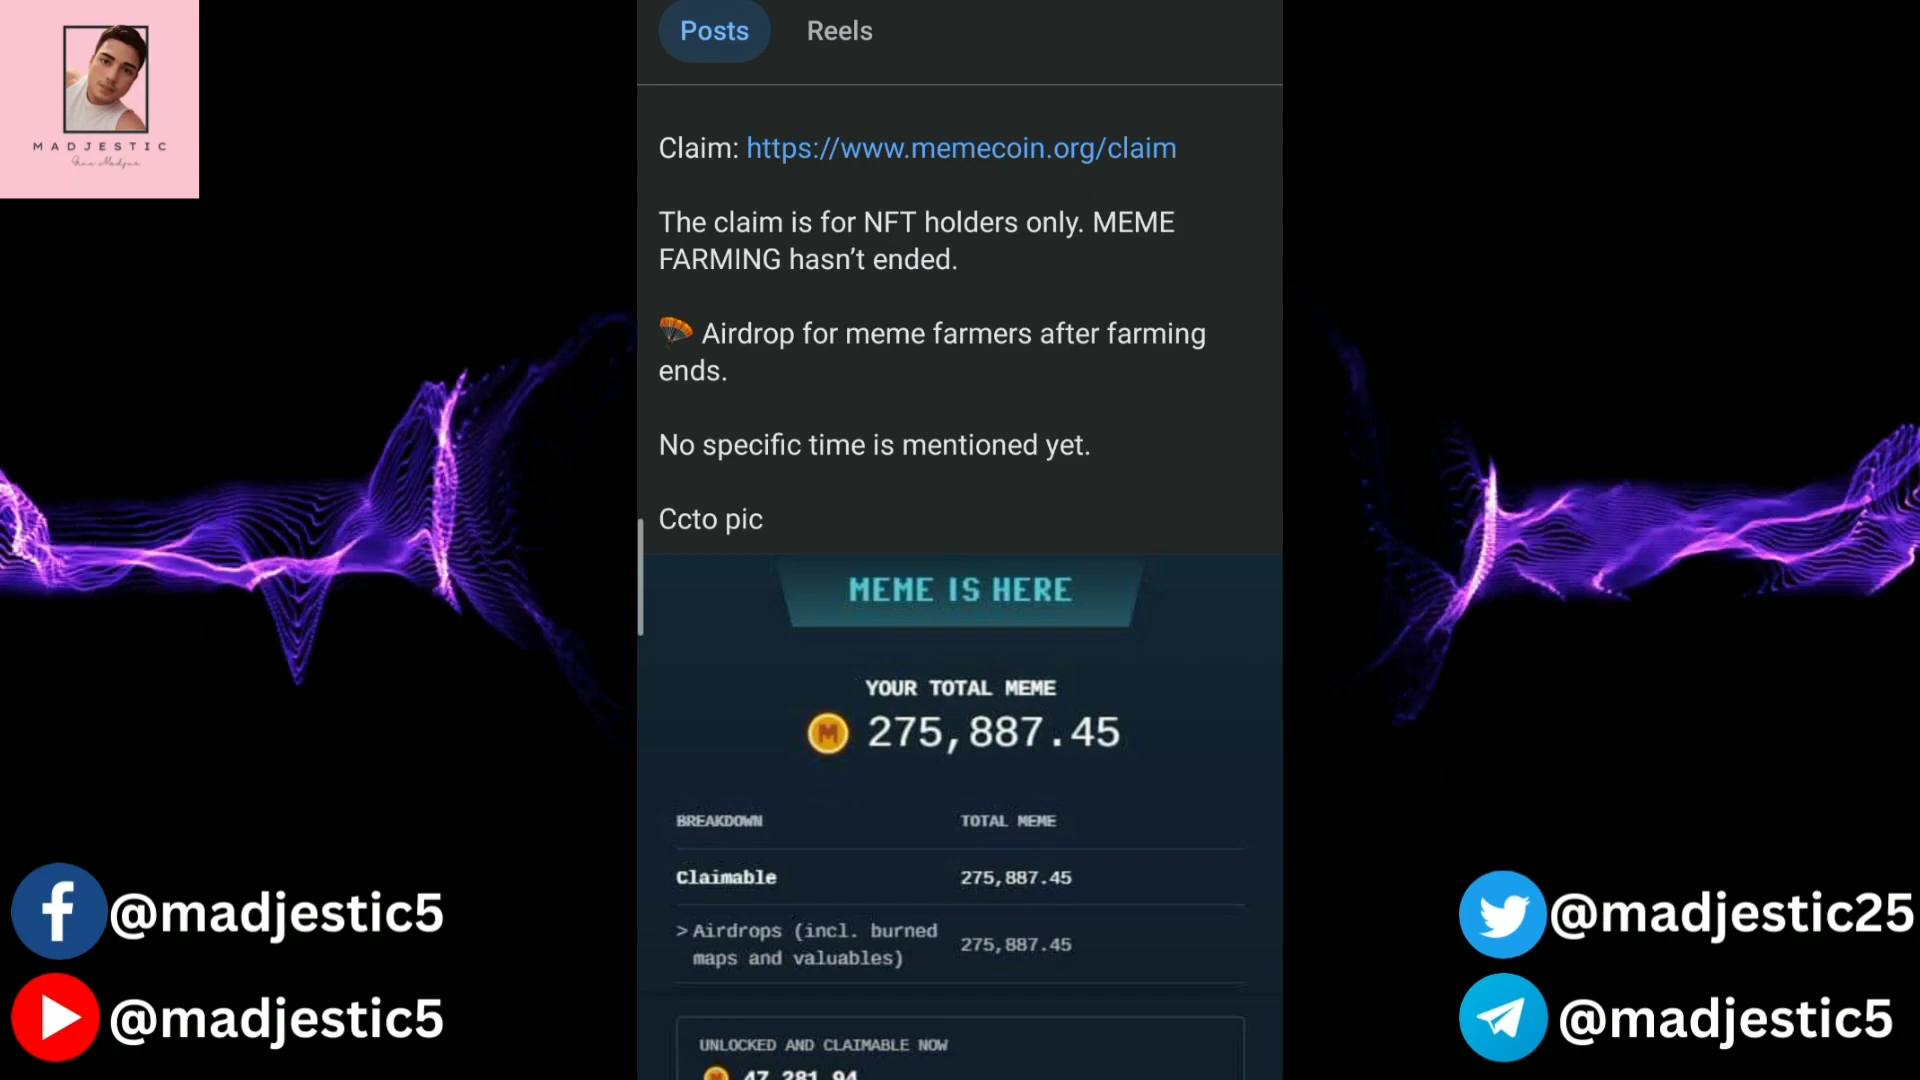 MADJESTIC
Posts
Reels
Claim: https://www.memecoin.org/claim
The claim is for NFT holders only. MEME
FARMING hasn’t ended.
🪂 Airdrop for meme farmers after farming
ends.
No specific time is mentioned yet.
Ccto pic
MEME IS HERE
YOUR TOTAL MEME
275,887.45
BREAKDOWN
TOTAL MEME
Claimable
275,887.45
> Airdrops (incl. burned
maps and valuables)
275,887.45
UNLOCKED AND CLAIMABLE NOW
47,281.94
@madjestic5
@madjestic5
@madjestic25
@madjestic5